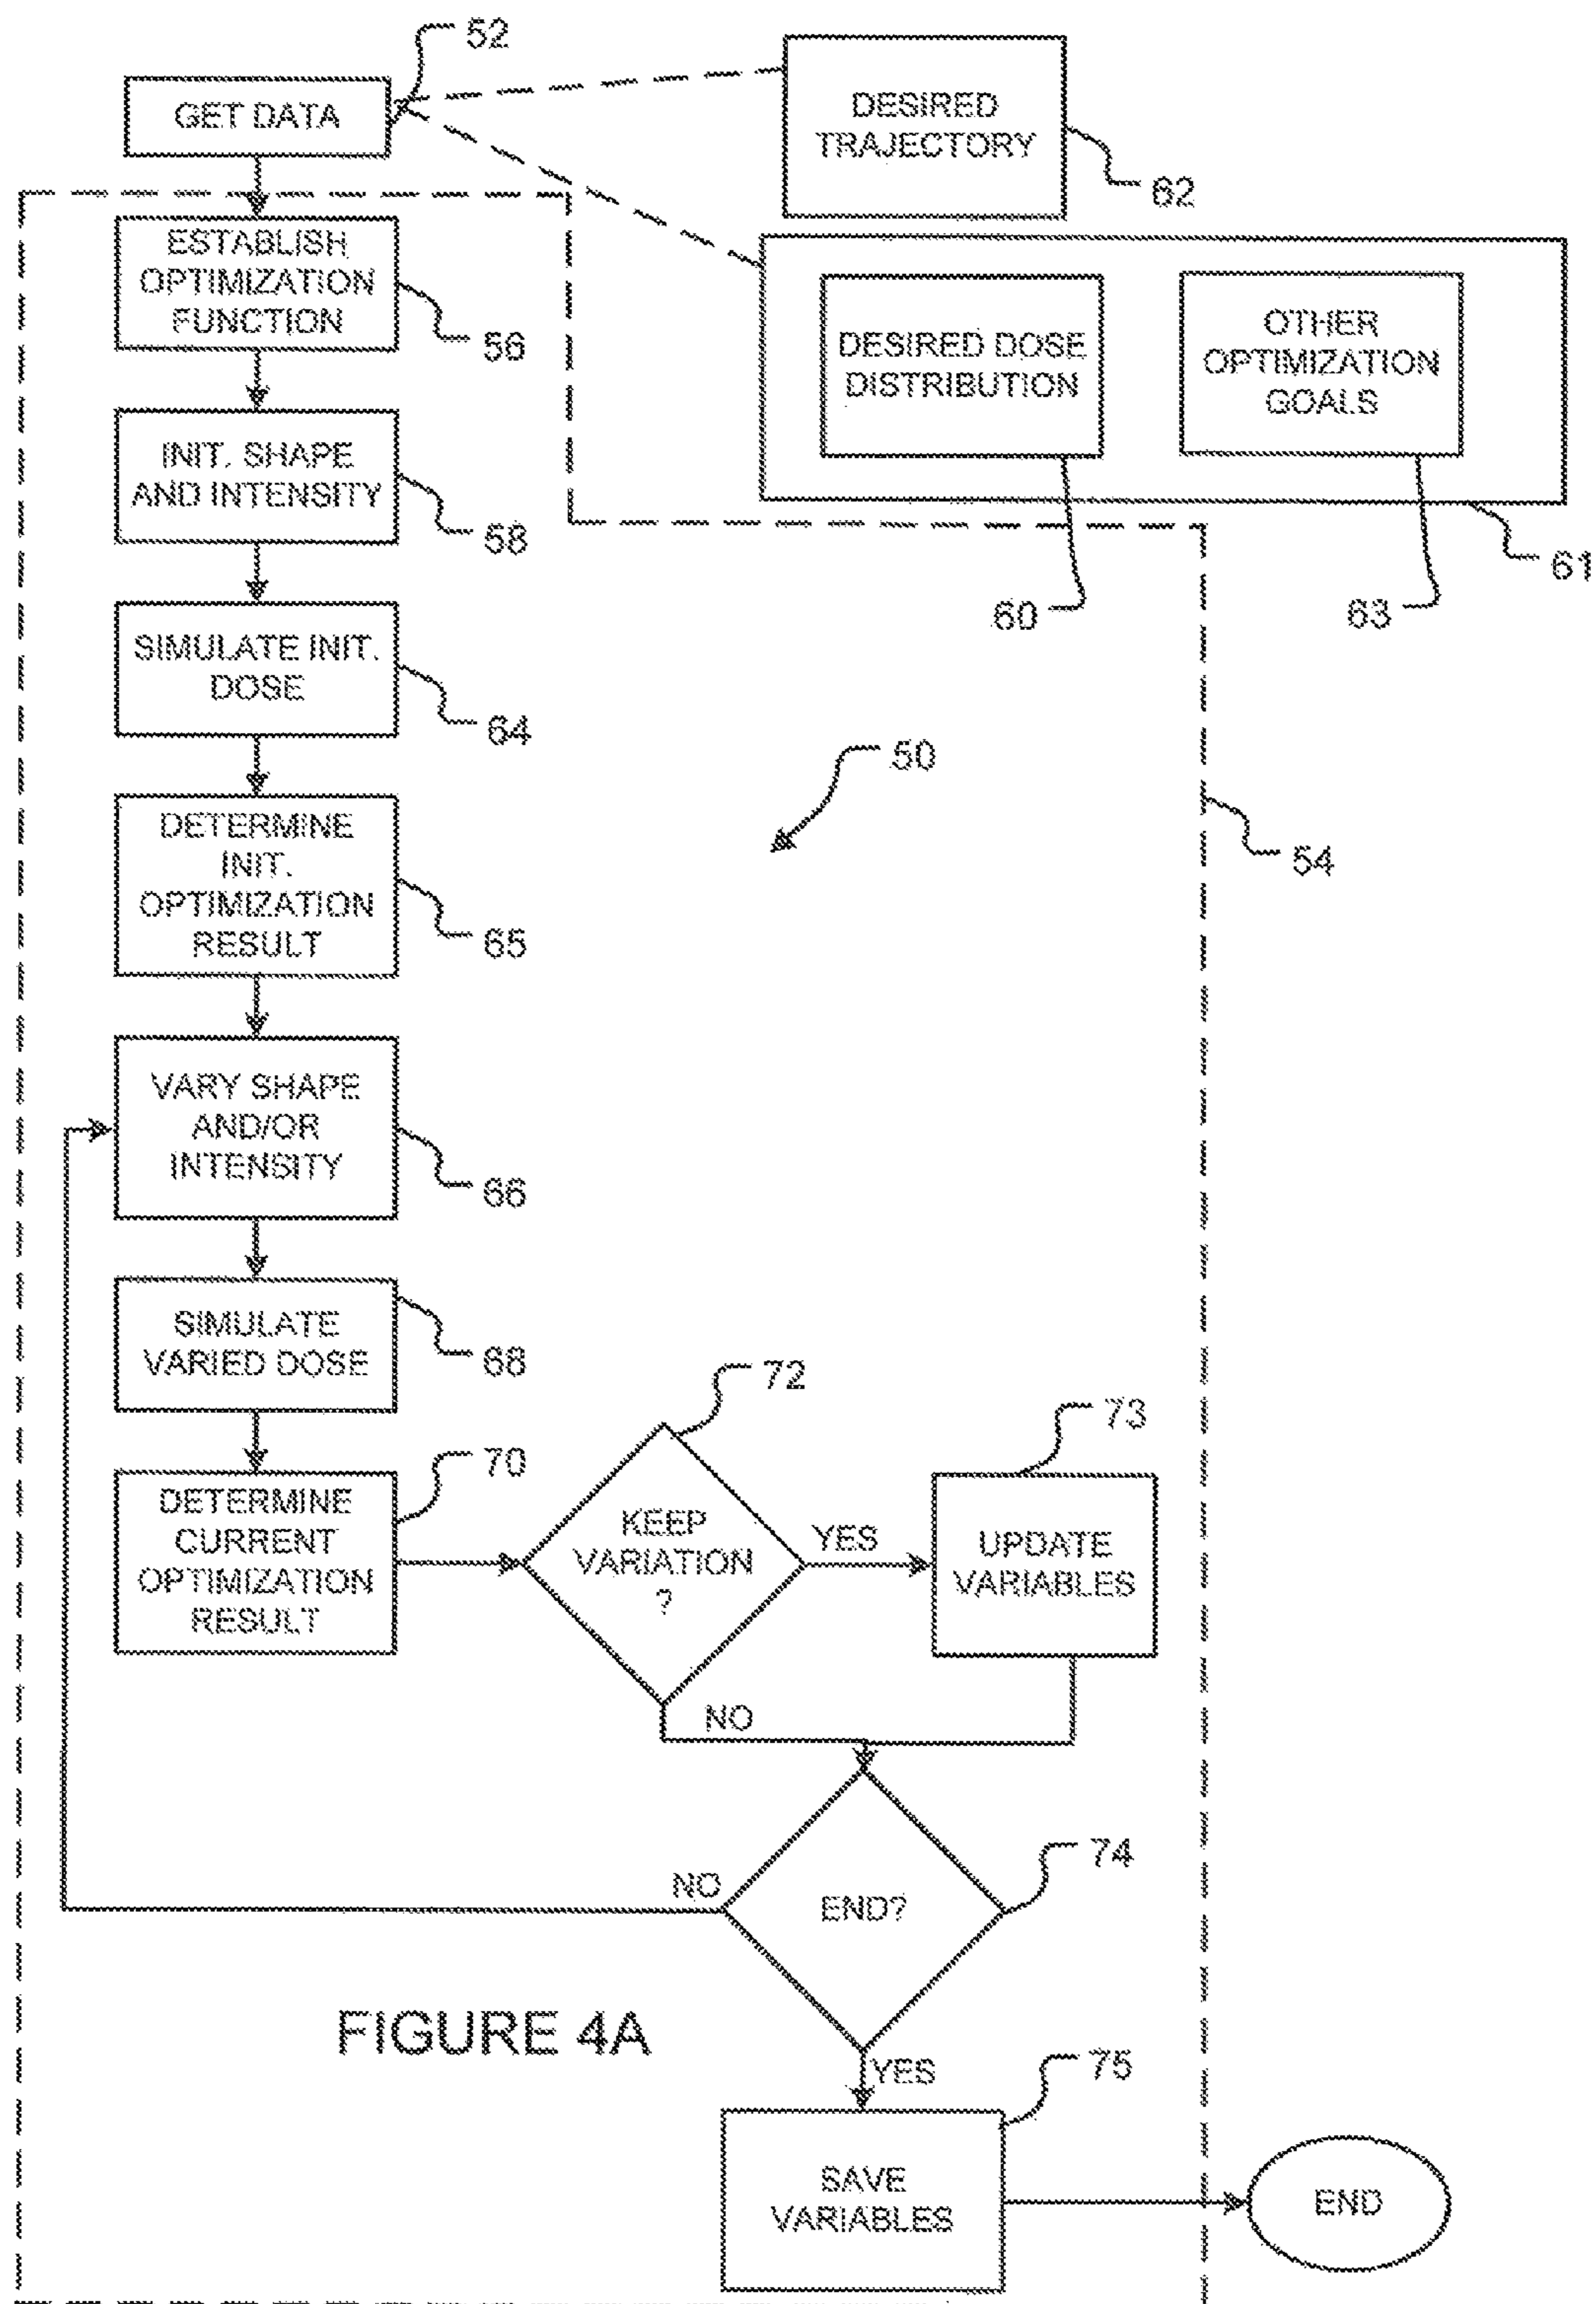 52
GET DATA
DESIRED
TRAJECTORY
62
ESTABLISH
OPTIMIZATION
FUNCTION
56
DESIRED DOSE
DISTRIBUTION
OTHER
OPTIMIZATION
GOALS
61
60
63
INIT. SHAPE
AND INTENSITY
58
SIMULATE INIT.
DOSE
64
50
54
DETERMINE
INIT.
OPTIMIZATION
RESULT
65
VARY SHAPE
AND/OR
INTENSITY
66
SIMULATE
VARIED DOSE
68
DETERMINE
CURRENT
OPTIMIZATION
RESULT
70
72
KEEP
VARIATION
?
YES
NO
73
UPDATE
VARIABLES
74
END?
NO
YES
FIGURE 4A
75
SAVE
VARIABLES
END